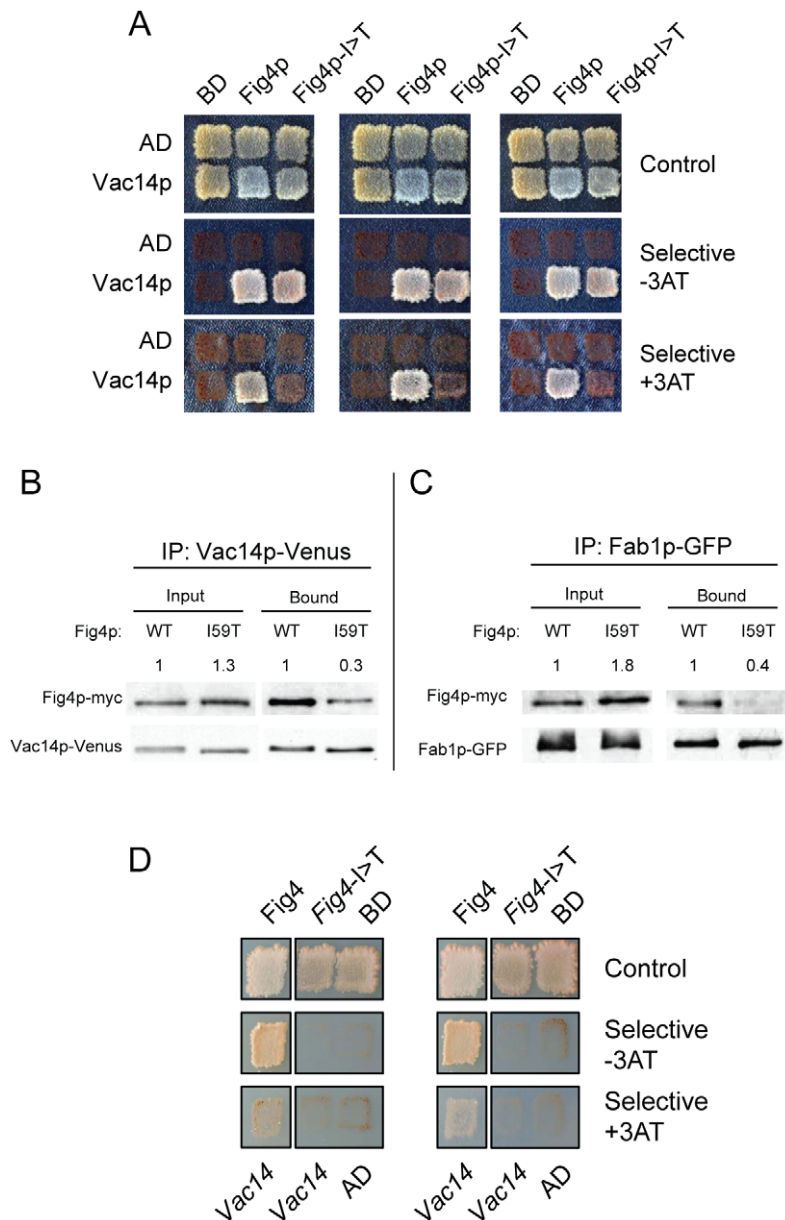 A
BD Fig4p Fig4p-I>T BD Fig4p Fig4p-I>T BD Fig4p Fig4p-I>T
AD
Vac14p
Control
AD
Vac14p
Selective
-3AT
AD
Vac14p
Selective
+3AT
B
IP: Vac14p-Venus
Input Bound
Fig4p: WT I59T WT I59T
1 1.3 1 0.3
Fig4p-myc
Vac14p-Venus
C
IP: Fab1p-GFP
Input Bound
Fig4p: WT I59T WT I59T
1 1.8 1 0.4
Fig4p-myc
Fab1p-GFP
D
Fig4 Fig4-I>T BD Fig4 Fig4-I>T BD
Control
Selective
-3AT
Selective
+3AT
Vac14 Vac14 AD Vac14 Vac14 AD